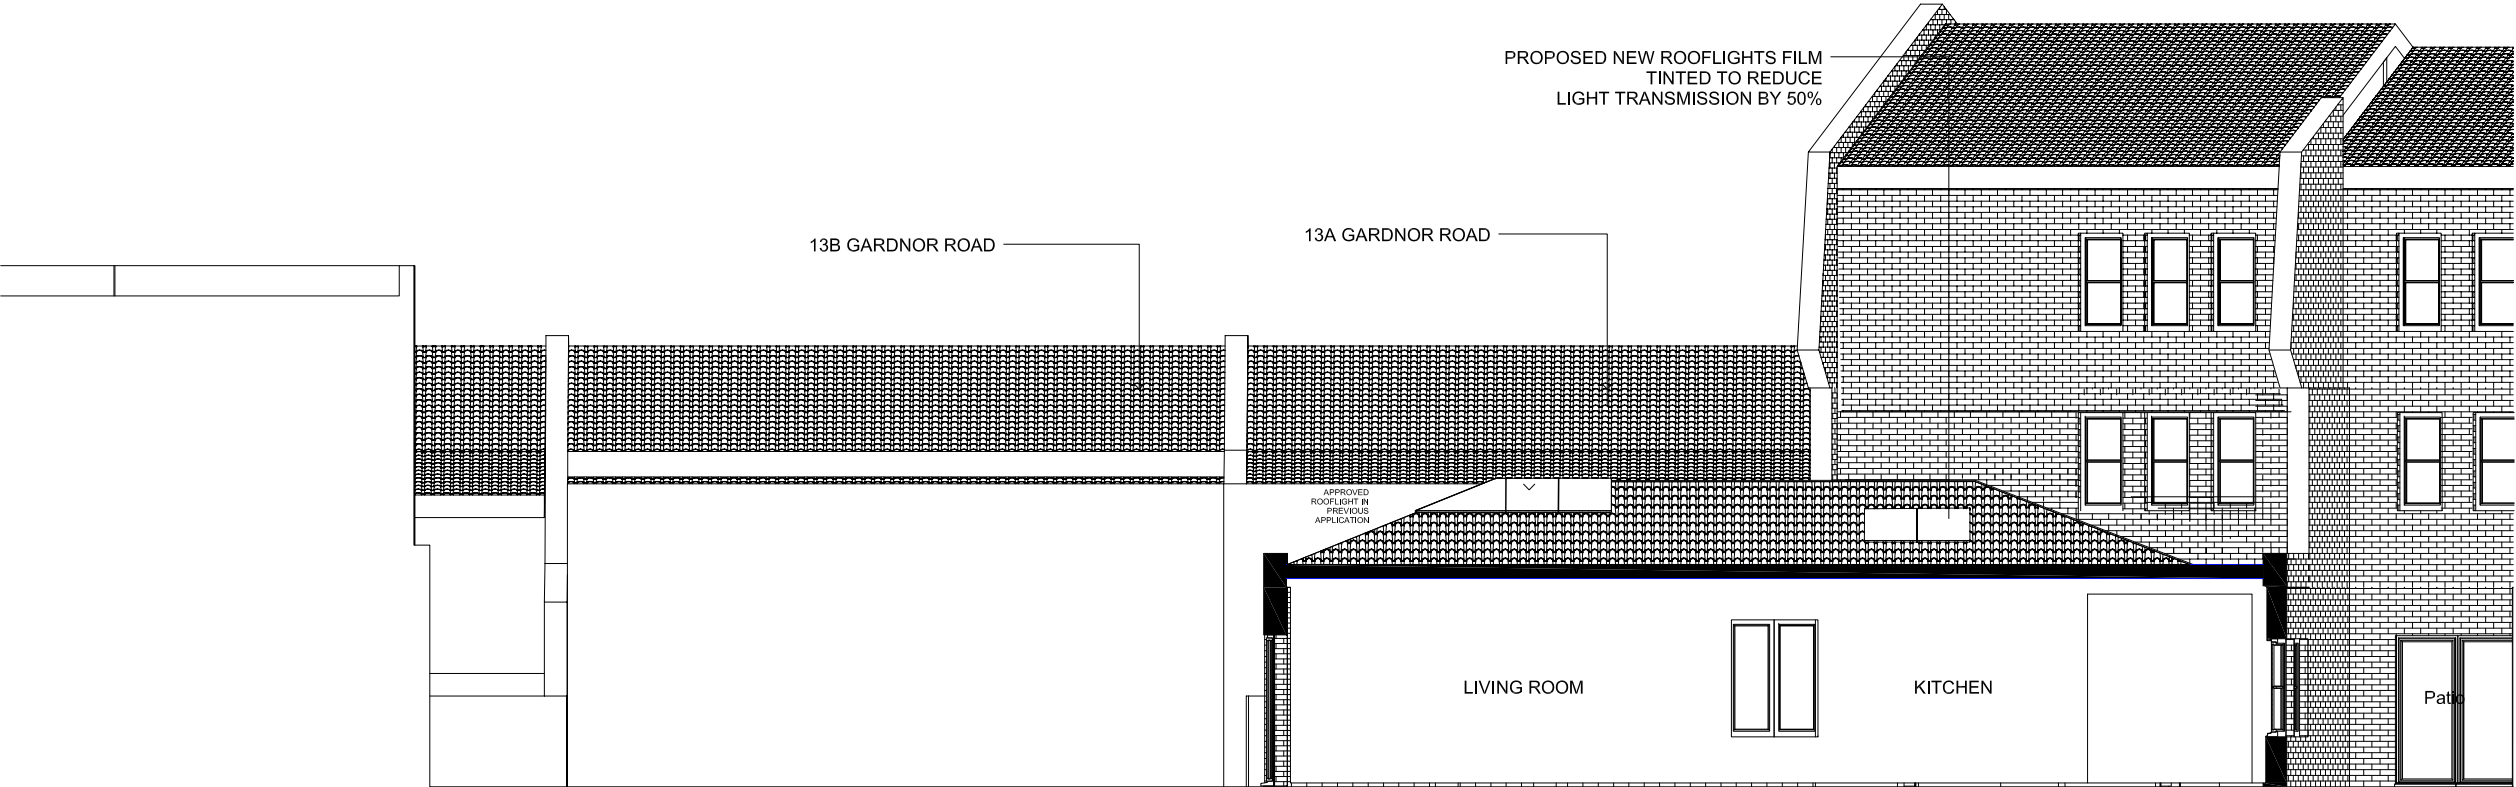 PROPOSED NEW ROOFLIGHTS FILM
TINTED TO REDUCE
LIGHT TRANSMISSION BY 50%
13B GARDNOR ROAD
13A GARDNOR ROAD
APPROVED
ROOFLIGHT IN
PREVIOUS
APPLICATION
LIVING ROOM
KITCHEN
Patio